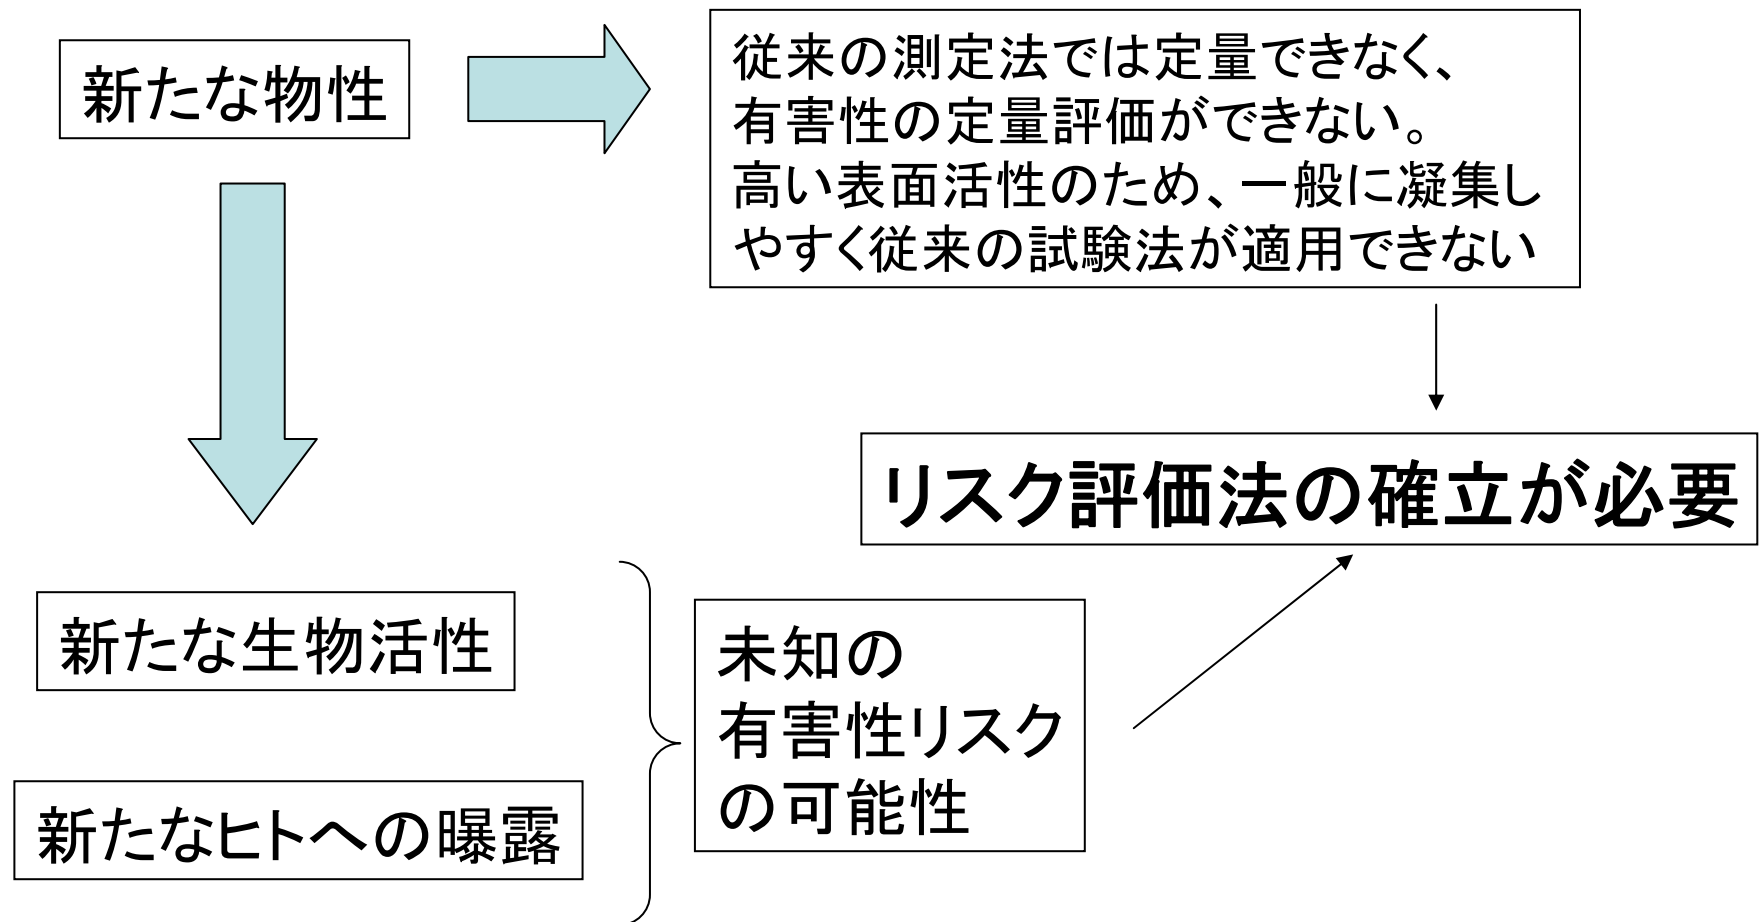 新たな物性
従来の測定法では定量できなく、
有害性の定量評価ができない。
高い表面活性のため、一般に凝集し
やすく従来の試験法が適用できない
リスク評価法の確立が必要
新たな生物活性
新たなヒトへの曝露
未知の
有害性リスク
の可能性